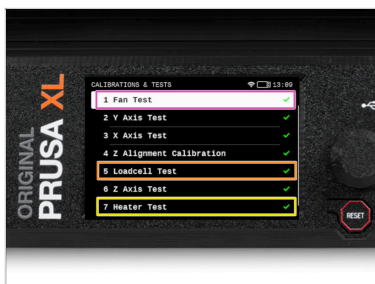 ORIGINAL
PRUSA XL
CALIBRATIONS & TESTS 13:09
1 Fan Test
2 Y Axis Test
3 X Axis Test
4 Z Alignment Calibration
5 Loadcell Test
6 Z Axis Test
7 Heater Test
RESET